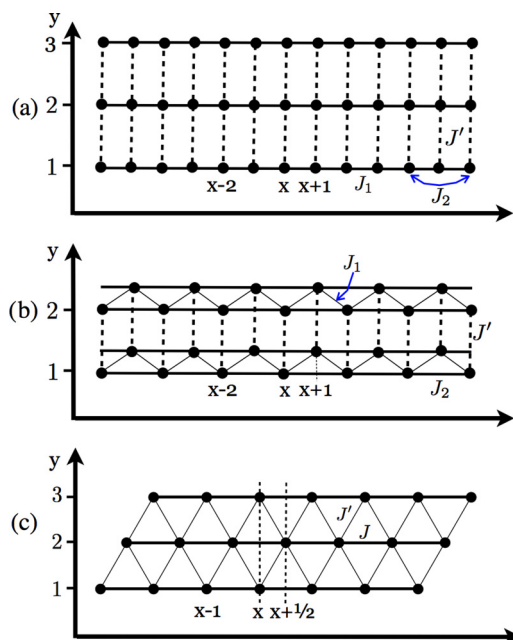 y
3
(a)
2
J'
1
x-2 x x+1 J₁
J₂
y
J₁
(b)
2
J'
1
x-2 x x+1 J₂
y
3
(c)
J'
J
2
1
x-1 x x+½